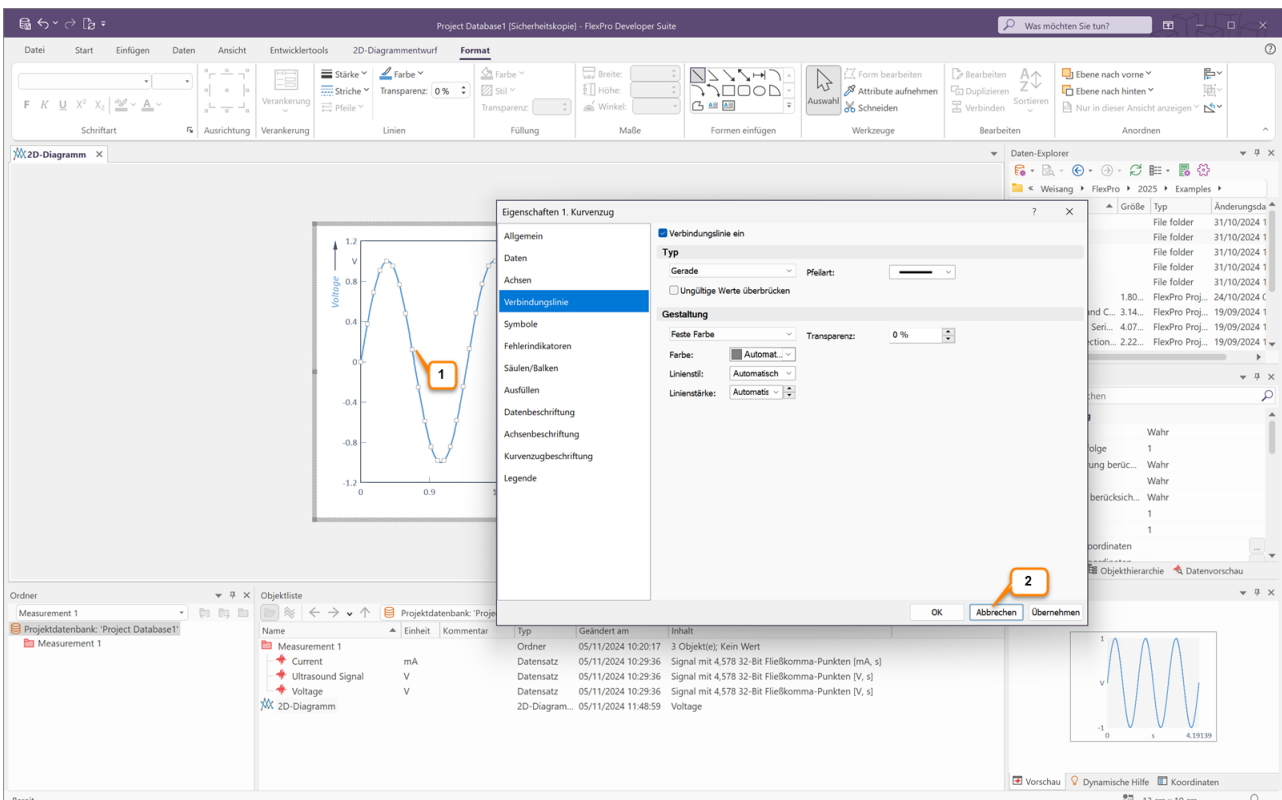 Project Database1 [Sicherheitskopie] - FlexPro Developer Suite
Was möchten Sie tun?
Datei Start Einfügen Daten Ansicht Entwicklertools 2D-Diagrammentwurf Format
F K U X² X₂ A
Schriftart
Ausrichtung
Verankerung
Verankerung
Stärke Farbe
Striche Transparenz: 0 %
Pfeile
Linien
Farbe
Stil
Transparenz:
Füllung
Breite:
Höhe:
Winkel:
Maße
Formen einfügen
Auswahl
Form bearbeiten
Attribute aufnehmen
Schneiden
Werkzeuge
Bearbeiten
Duplizieren
Verbinden
Sortieren
Bearbeiten
Ebene nach vorne
Ebene nach hinten
Nur in dieser Ansicht anzeigen
Anordnen
2D-Diagramm
1.2
V
0.8
0.4
0
-0.4
-0.8
-1.2
Voltage
0 0.9 1
1
Eigenschaften 1. Kurvenzug
Allgemein
Daten
Achsen
Verbindungslinie
Symbole
Fehlerindikatoren
Säulen/Balken
Ausfüllen
Datenbeschriftung
Achsenbeschriftung
Kurvenzugbeschriftung
Legende
Verbindungslinie ein
Typ
Gerade Pfeilart:
Ungültige Werte überbrücken
Gestaltung
Feste Farbe Transparenz: 0 %
Farbe: Automat...
Linienstil: Automatisch
Linienstärke: Automatis
2
OK Abbrechen Übernehmen
Daten-Explorer
« Weisang FlexPro 2025 Examples
Größe Typ Änderungsda
File folder 31/10/2024 1
File folder 31/10/2024 1
File folder 31/10/2024 1
File folder 31/10/2024 1
File folder 31/10/2024 1
1.80... FlexPro Proj... 24/10/2024 0
nd C... 3.14... FlexPro Proj... 19/09/2024 1
Seri... 4.07... FlexPro Proj... 19/09/2024 1
ction... 2.22... FlexPro Proj... 19/09/2024 1
chen
Wahr
olge 1
ung berüc... Wahr
Wahr
berücksich... Wahr
1
1
oordinaten ...
Objekthierarchie Datenvorschau
Ordner
Measurement 1
Projektdatenbank: 'Project Database1'
Measurement 1
Objektliste
Projektdatenbank: 'Proje
Name Einheit Kommentar Typ Geändert am Inhalt
Measurement 1 Ordner 05/11/2024 10:20:17 3 Objekt(e); Kein Wert
Current mA Datensatz 05/11/2024 10:29:36 Signal mit 4,578 32-Bit Fließkomma-Punkten [mA, s]
Ultrasound Signal V Datensatz 05/11/2024 10:29:36 Signal mit 4,578 32-Bit Fließkomma-Punkten [V, s]
Voltage V Datensatz 05/11/2024 10:29:36 Signal mit 4,578 32-Bit Fließkomma-Punkten [V, s]
2D-Diagramm 2D-Diagram... 05/11/2024 11:48:59 Voltage
1
V
-1
0 s 4.19139
Vorschau Dynamische Hilfe Koordinaten